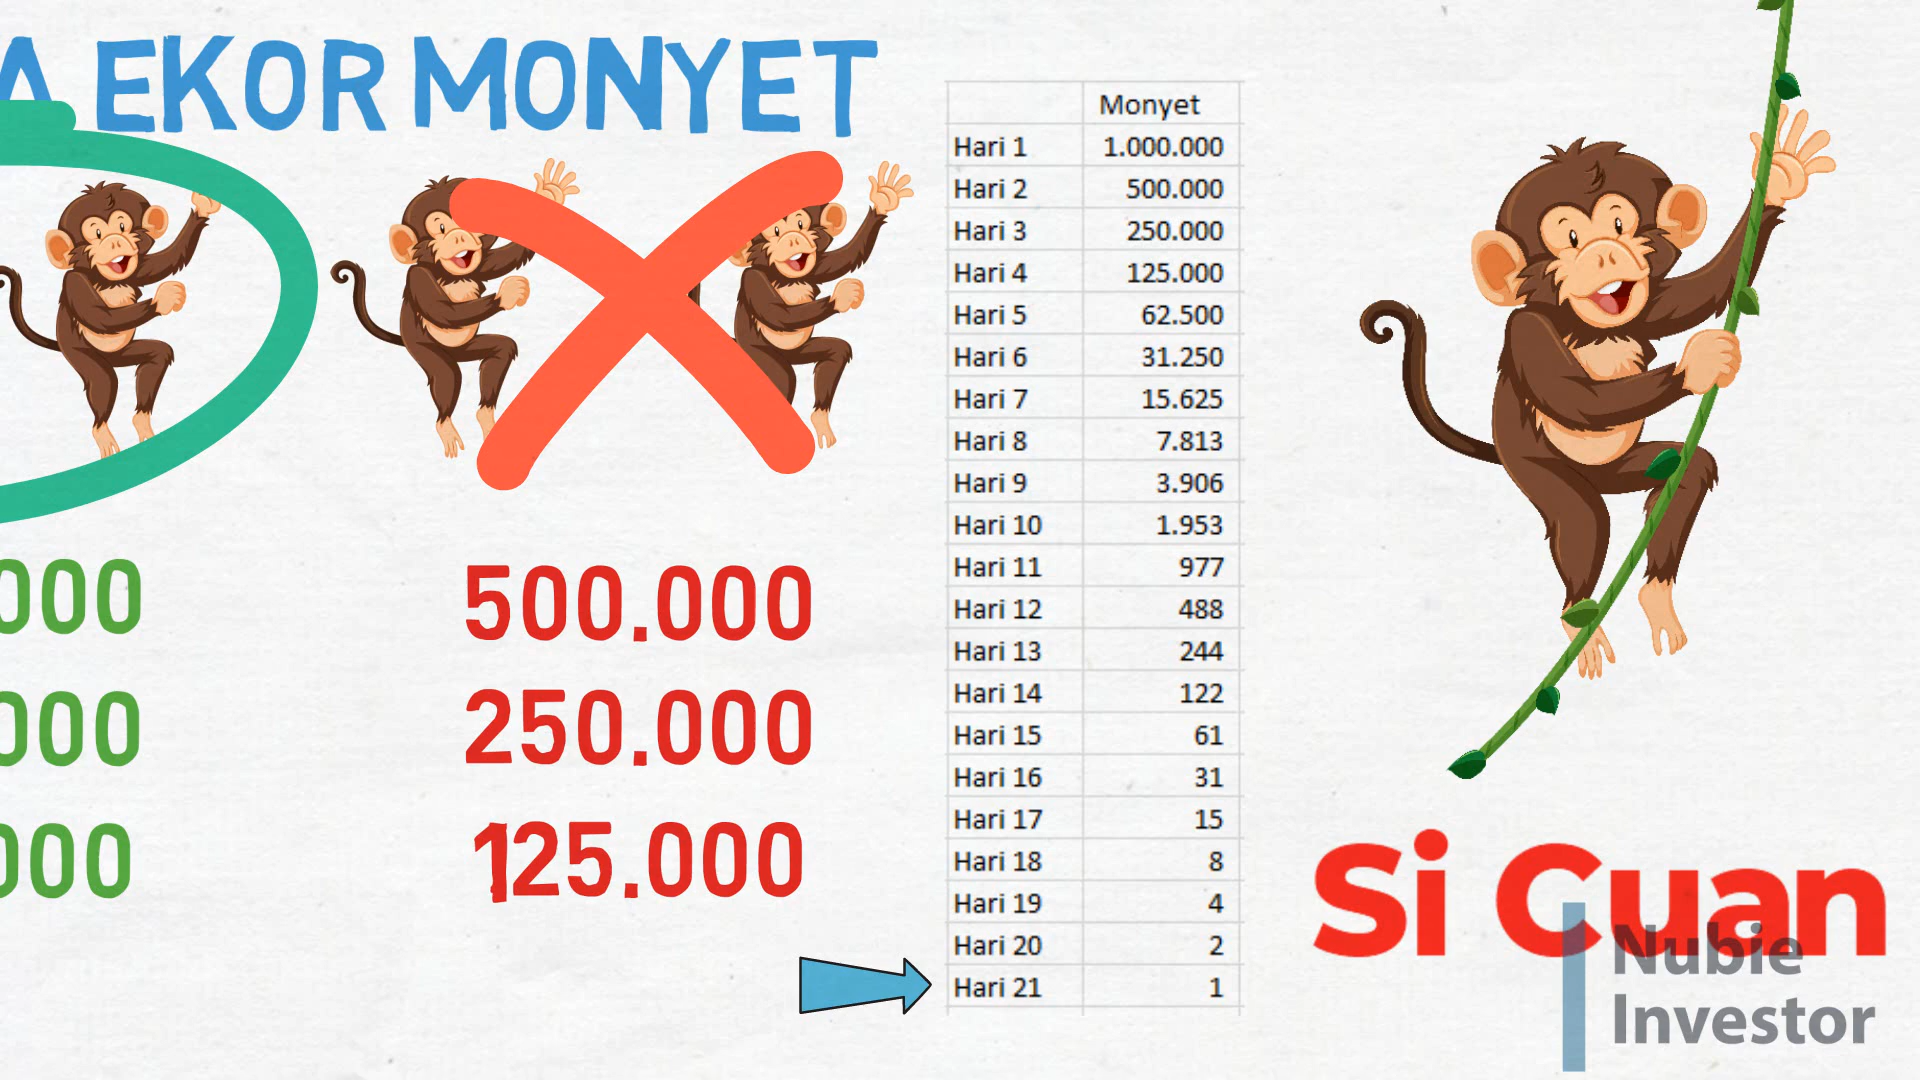 A EKOR MONYET
000
500.000
000
250.000
000
125.000
Monyet
Hari 1 1.000.000
Hari 2 500.000
Hari 3 250.000
Hari 4 125.000
Hari 5 62.500
Hari 6 31.250
Hari 7 15.625
Hari 8 7.813
Hari 9 3.906
Hari 10 1.953
Hari 11 977
Hari 12 488
Hari 13 244
Hari 14 122
Hari 15 61
Hari 16 31
Hari 17 15
Hari 18 8
Hari 19 4
Hari 20 2
Hari 21 1
Si Cuan
Nubie
Investor